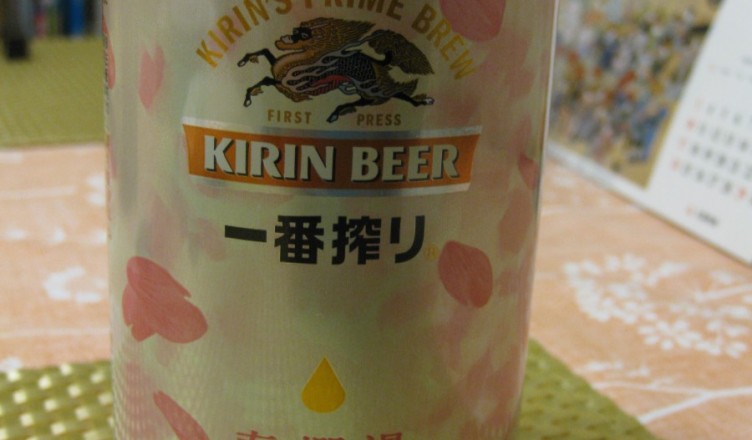 KIRIN'S PRIME BREW
FIRST PRESS
KIRIN BEER
一番搾り